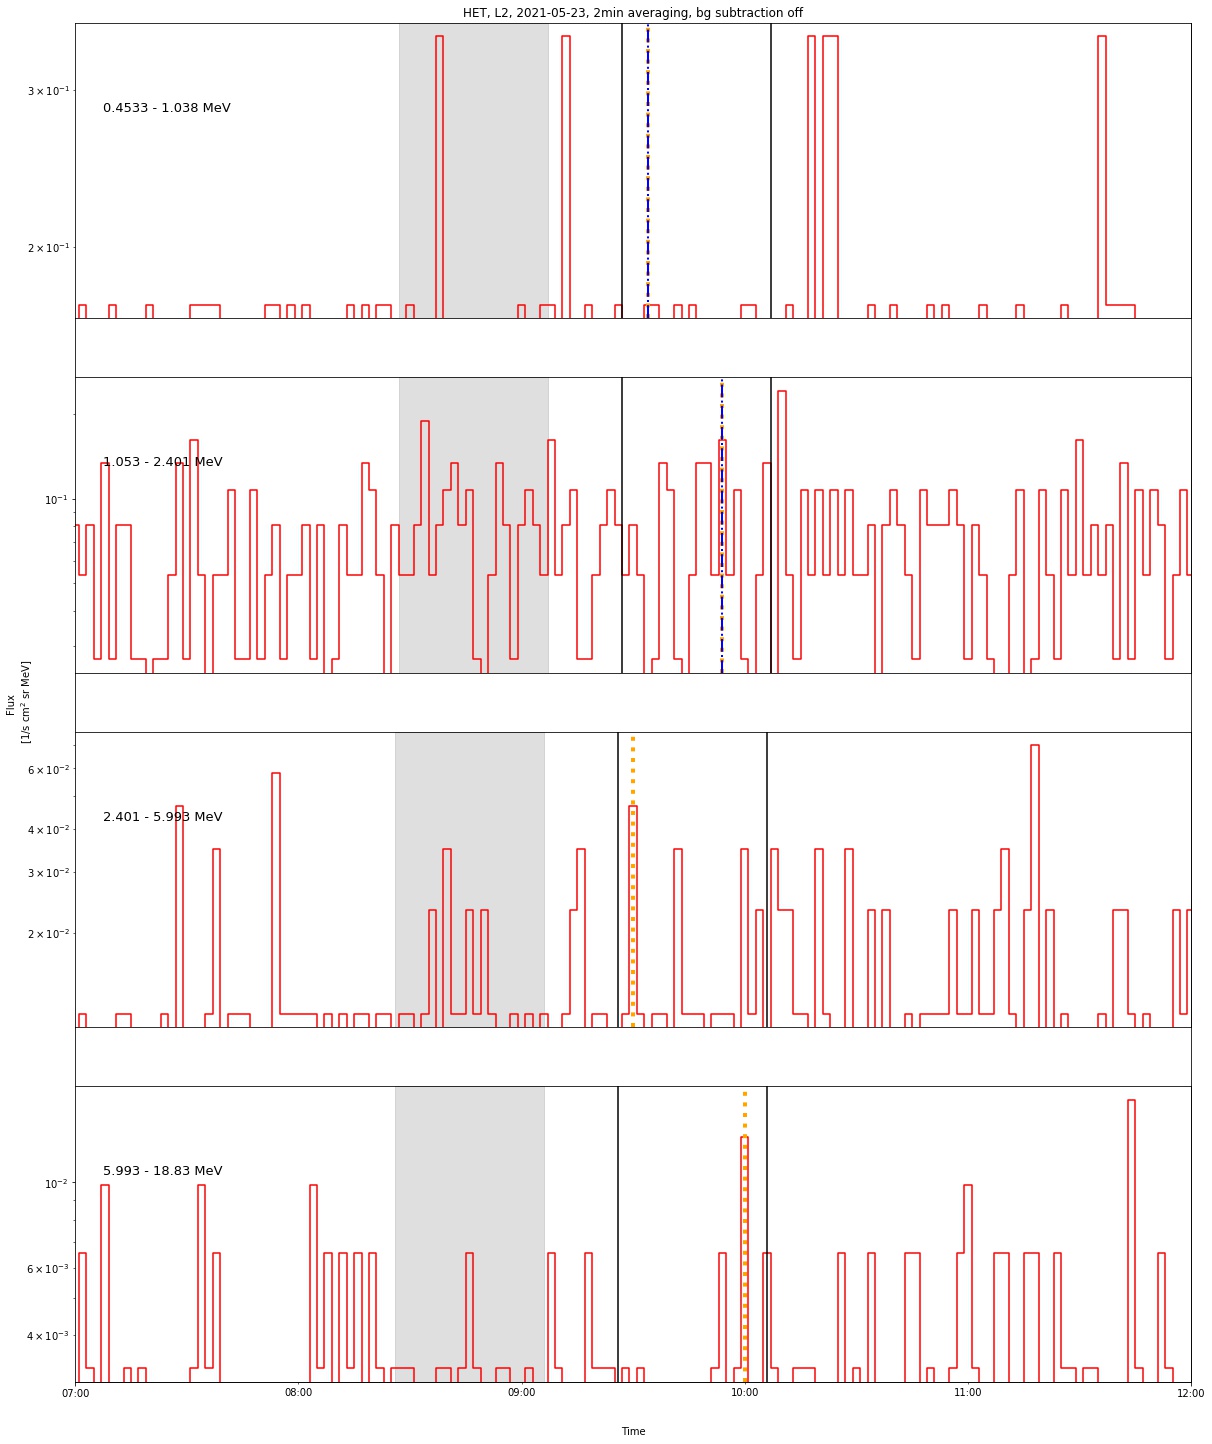 HET, L2, 2021-05-23, 2min averaging, bg subtraction off
3 × 10⁻¹
0.4533 - 1.038 MeV
2 × 10⁻¹
1.053 - 2.401 MeV
10⁻¹
Flux
[1/s cm² sr MeV]
6 × 10⁻²
2.401 - 5.993 MeV
4 × 10⁻²
3 × 10⁻²
2 × 10⁻²
5.993 - 18.83 MeV
10⁻²
6 × 10⁻³
4 × 10⁻³
07:00 08:00 09:00 10:00 11:00 12:00
Time